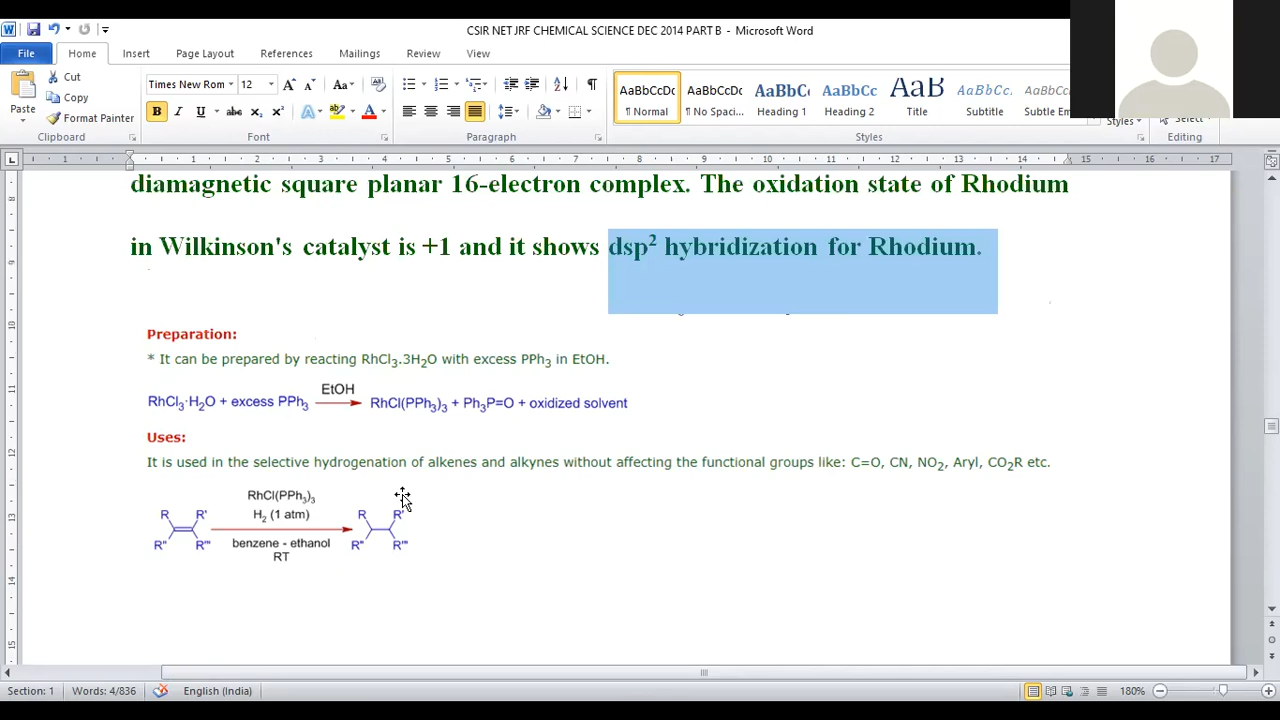 CSIR NET JRF CHEMICAL SCIENCE DEC 2014 PART B - Microsoft Word
File Home Insert Page Layout References Mailings Review View
Paste
Cut
Copy
Format Painter
Clipboard
Times New Rom 12
B I U abc x₂ x²
Font
Paragraph
AaBbCcDc AaBbCcDc AaBbC AaBbCc AaB AaBbCc. AaBbCc
¶ Normal ¶ No Spaci... Heading 1 Heading 2 Title Subtitle Subtle Em
Styles
Editing
diamagnetic square planar 16-electron complex. The oxidation state of Rhodium
in Wilkinson's catalyst is +1 and it shows dsp² hybridization for Rhodium.
Preparation:
* It can be prepared by reacting RhCl₃.3H₂O with excess PPh₃ in EtOH.
EtOH
RhCl₃·H₂O + excess PPh₃ RhCl(PPh₃)₃ + Ph₃P=O + oxidized solvent
Uses:
It is used in the selective hydrogenation of alkenes and alkynes without affecting the functional groups like: C=O, CN, NO₂, Aryl, CO₂R etc.
RhCl(PPh₃)₃
R R' H₂ (1 atm) R R'
R" R"' benzene - ethanol R" R"'
RT
Section: 1 Words: 4/836 English (India) 180%